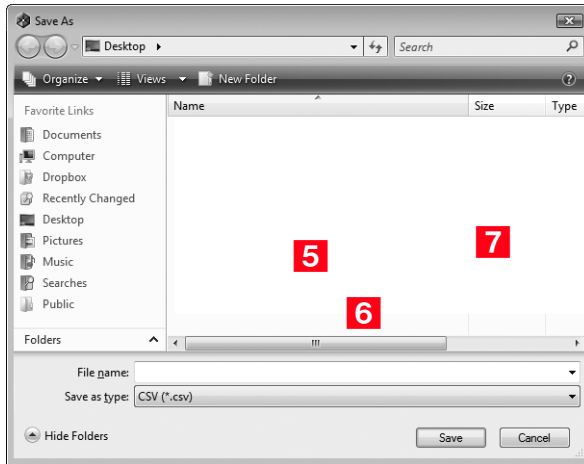 Save As
Desktop
Search
Organize Views New Folder
Favorite Links
Name Size Type
Documents
Computer
Dropbox
Recently Changed
Desktop
Pictures
Music
Searches
Public
5
7
6
Folders
File name:
Save as type: CSV (*.csv)
Hide Folders
Save Cancel